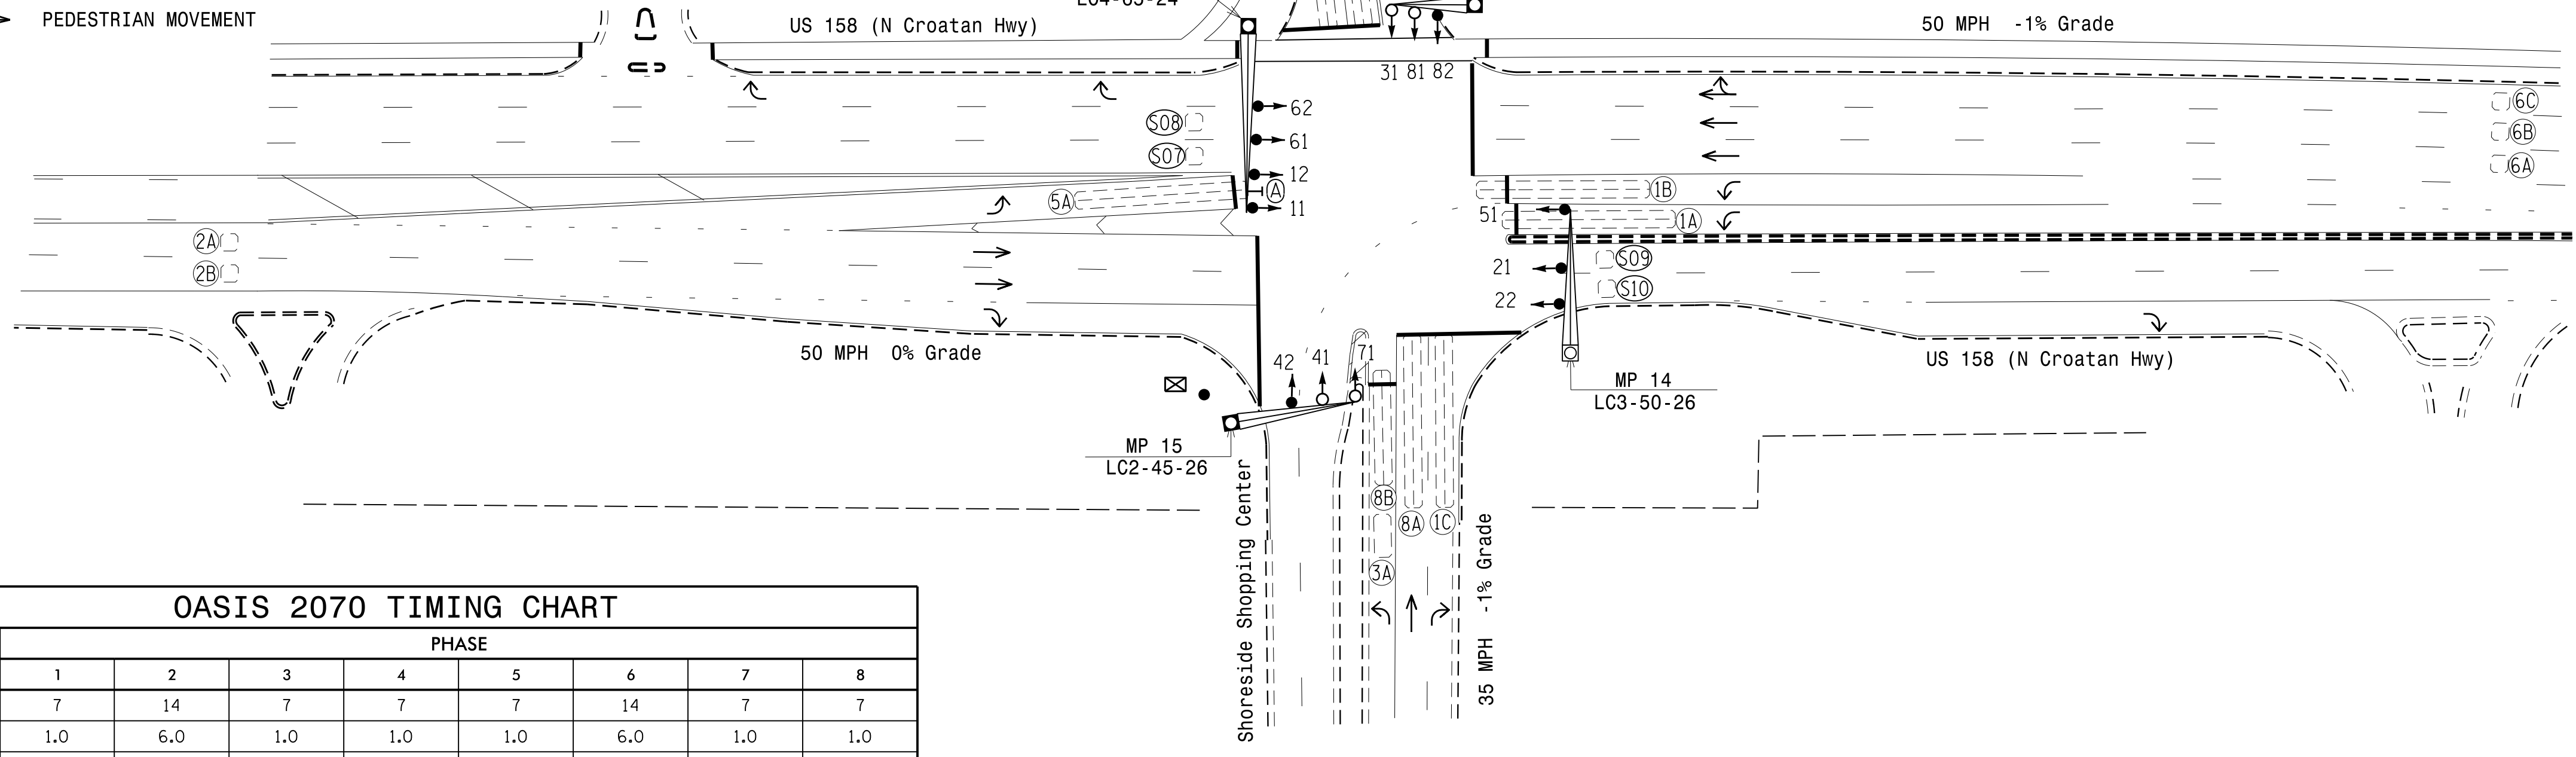 LC4-65-24
PEDESTRIAN MOVEMENT
US 158 (N Croatan Hwy)
50 MPH -1% Grade
31 81 82
62
S08
61
S07
12
A
5A
11
6C
6B
6A
1B
51
1A
2A
2B
21
S09
22
S10
50 MPH 0% Grade
US 158 (N Croatan Hwy)
42 41 71
MP 14
LC3-50-26
MP 15
LC2-45-26
8B
8A 1C
3A
Shoreside Shopping Center
35 MPH -1% Grade
OASIS 2070 TIMING CHART
PHASE
1 2 3 4 5 6 7 8
7 14 7 7 7 14 7 7
1.0 6.0 1.0 1.0 1.0 6.0 1.0 1.0